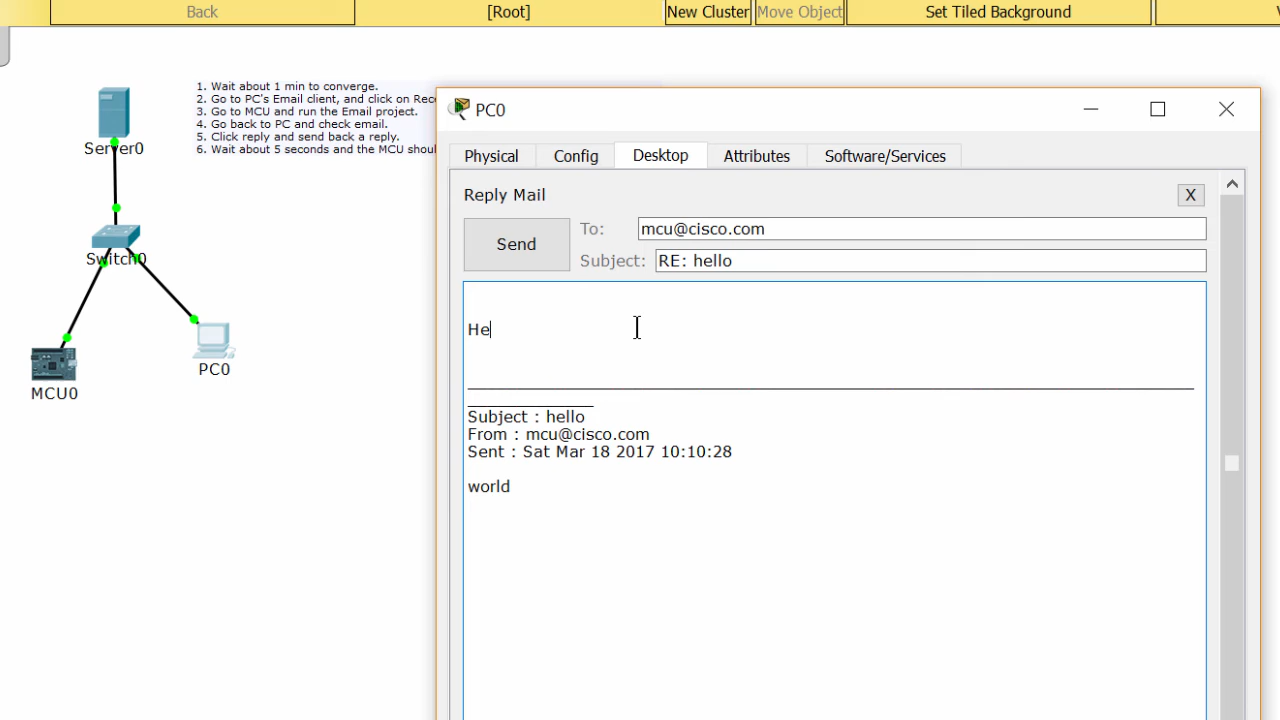 Back
[Root]
New Cluster
Move Object
Set Tiled Background
1. Wait about 1 min to converge.
2. Go to PC's Email client, and click on Rece
3. Go to MCU and run the Email project.
4. Go back to PC and check email.
5. Click reply and send back a reply.
6. Wait about 5 seconds and the MCU shoul
Server0
Switch0
MCU0
PC0
PC0
Physical
Config
Desktop
Attributes
Software/Services
Reply Mail
X
Send
To:
mcu@cisco.com
Subject:
RE: hello
He
Subject : hello
From : mcu@cisco.com
Sent : Sat Mar 18 2017 10:10:28
world